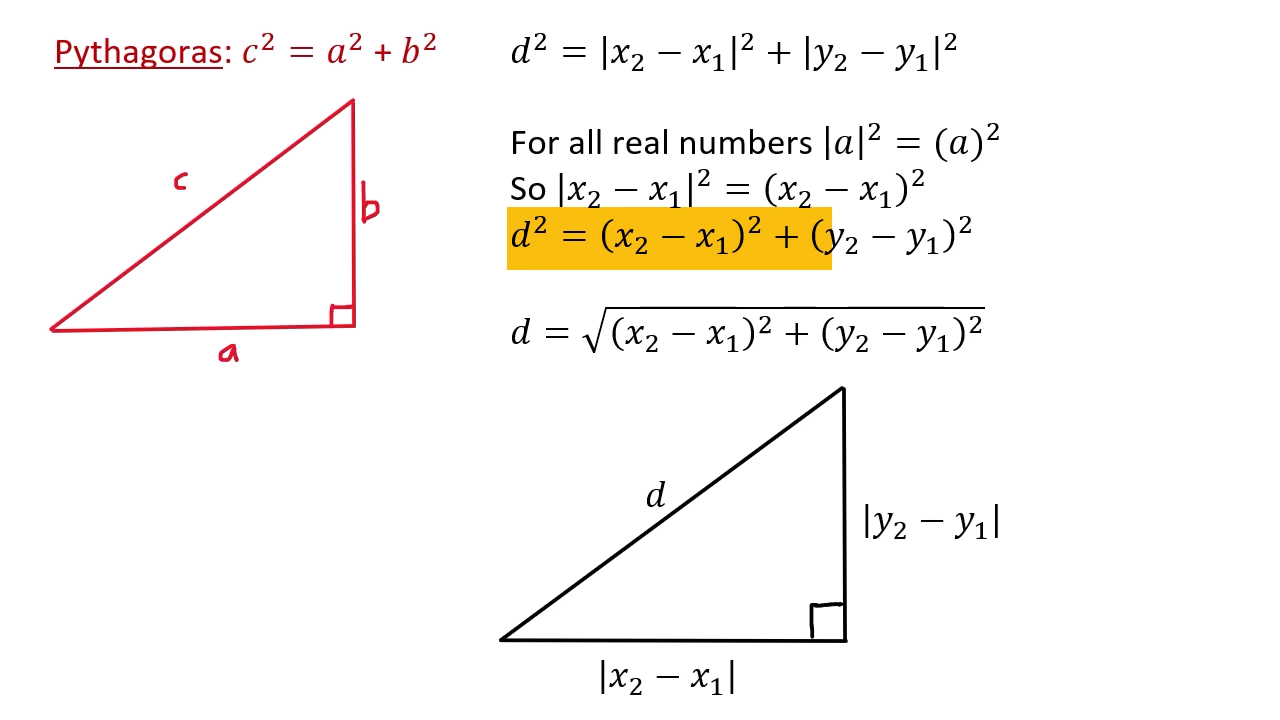 Pythagoras: c² = a² + b²
c
b
a
d² = |x₂ − x₁|² + |y₂ − y₁|²
For all real numbers |a|² = (a)²
So |x₂ − x₁|² = (x₂ − x₁)²
d² = (x₂ − x₁)² + (y₂ − y₁)²
d = √((x₂ − x₁)² + (y₂ − y₁)²)
d
|y₂ − y₁|
|x₂ − x₁|